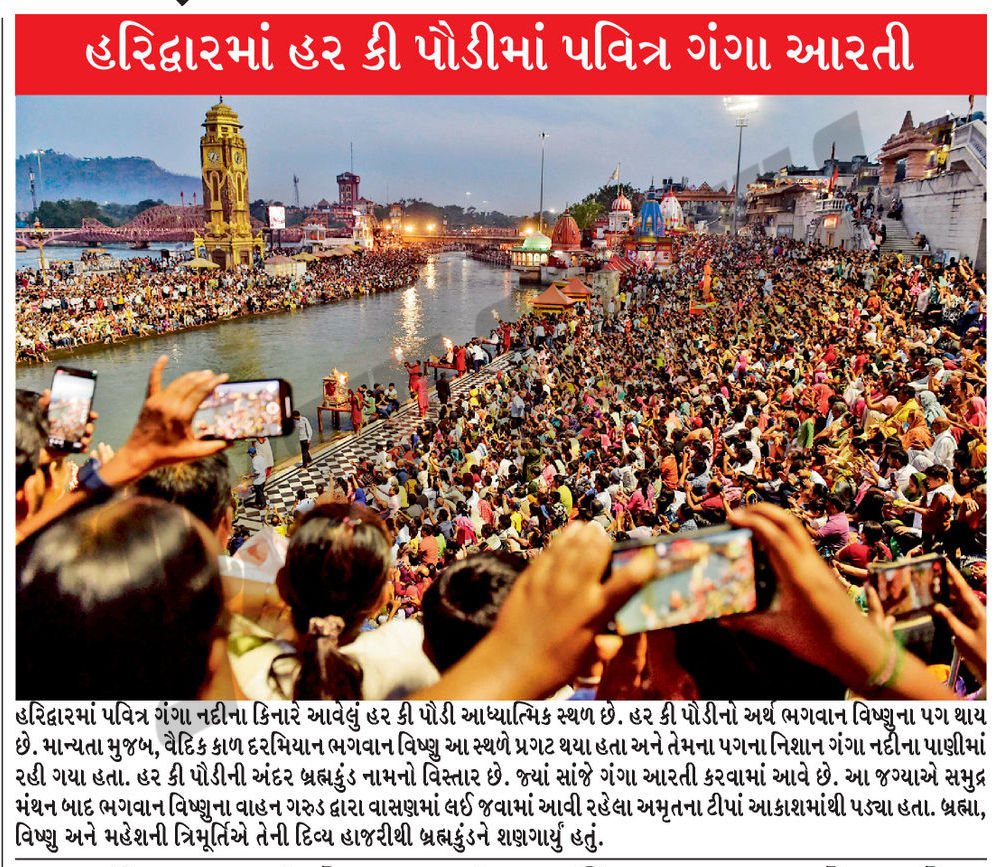 હરિદ્વારમાં હર કી પૌડીમાં પવિત્ર ગંગા આરતી
હરિદ્વારમાં પવિત્ર ગંગા નદીના કિનારે આવેલું હર કી પૌડી આધ્યાત્મિક સ્થળ છે. હર કી પૌડીનો અર્થ ભગવાન વિષ્ણુના પગ થાય
છે. માન્યતા મુજબ, વૈદિક કાળ દરમિયાન ભગવાન વિષ્ણુ આ સ્થળે પ્રગટ થયા હતા અને તેમના પગના નિશાન ગંગા નદીના પાણીમાં
રહી ગયા હતા. હર કી પૌડીની અંદર બ્રહ્મકુંડ નામનો વિસ્તાર છે. જ્યાં સાંજે ગંગા આરતી કરવામાં આવે છે. આ જગ્યાએ સમુદ્ર
મંથન બાદ ભગવાન વિષ્ણુના વાહન ગરુડ દ્વારા વાસણમાં લઈ જવામાં આવી રહેલા અમૃતના ટીપાં આકાશમાંથી પડ્યા હતા. બ્રહ્મા,
વિષ્ણુ અને મહેશની ત્રિમૂર્તિએ તેની દિવ્ય હાજરીથી બ્રહ્મકુંડને શણગાર્યું હતું.